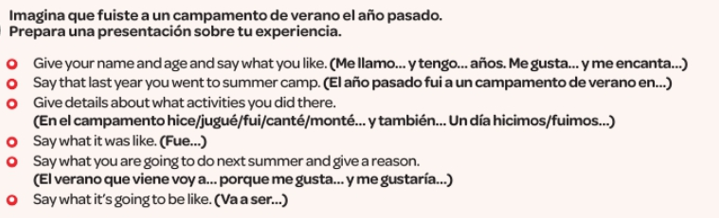 Imagina que fuiste a un campamento de verano el año pasado.
Prepara una presentación sobre tu experiencia.
Give your name and age and say what you like. (Me llamo... y tengo... años. Me gusta... y me encanta...)
Say that last year you went to summer camp. (El año pasado fui a un campamento de verano en...)
Give details about what activities you did there.
(En el campamento hice/jugué/fui/canté/monté... y también... Un día hicimos/fuimos...)
Say what it was like. (Fue...)
Say what you are going to do next summer and give a reason.
(El verano que viene voy a... porque me gusta... y me gustaría...)
Say what it's going to be like. (Va a ser...)